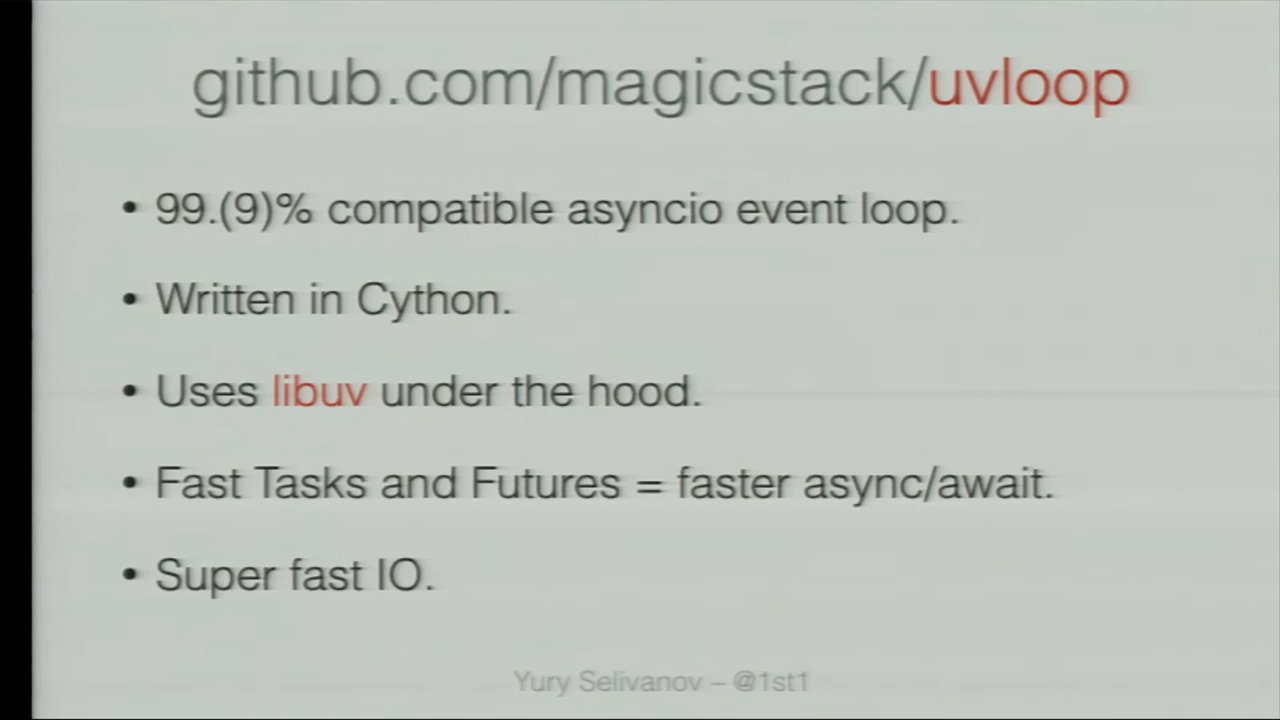 github.com/magicstack/uvloop
• 99.(9)% compatible asyncio event loop.
• Written in Cython.
• Uses libuv under the hood.
• Fast Tasks and Futures = faster async/await.
• Super fast IO.
Yury Selivanov – @1st1